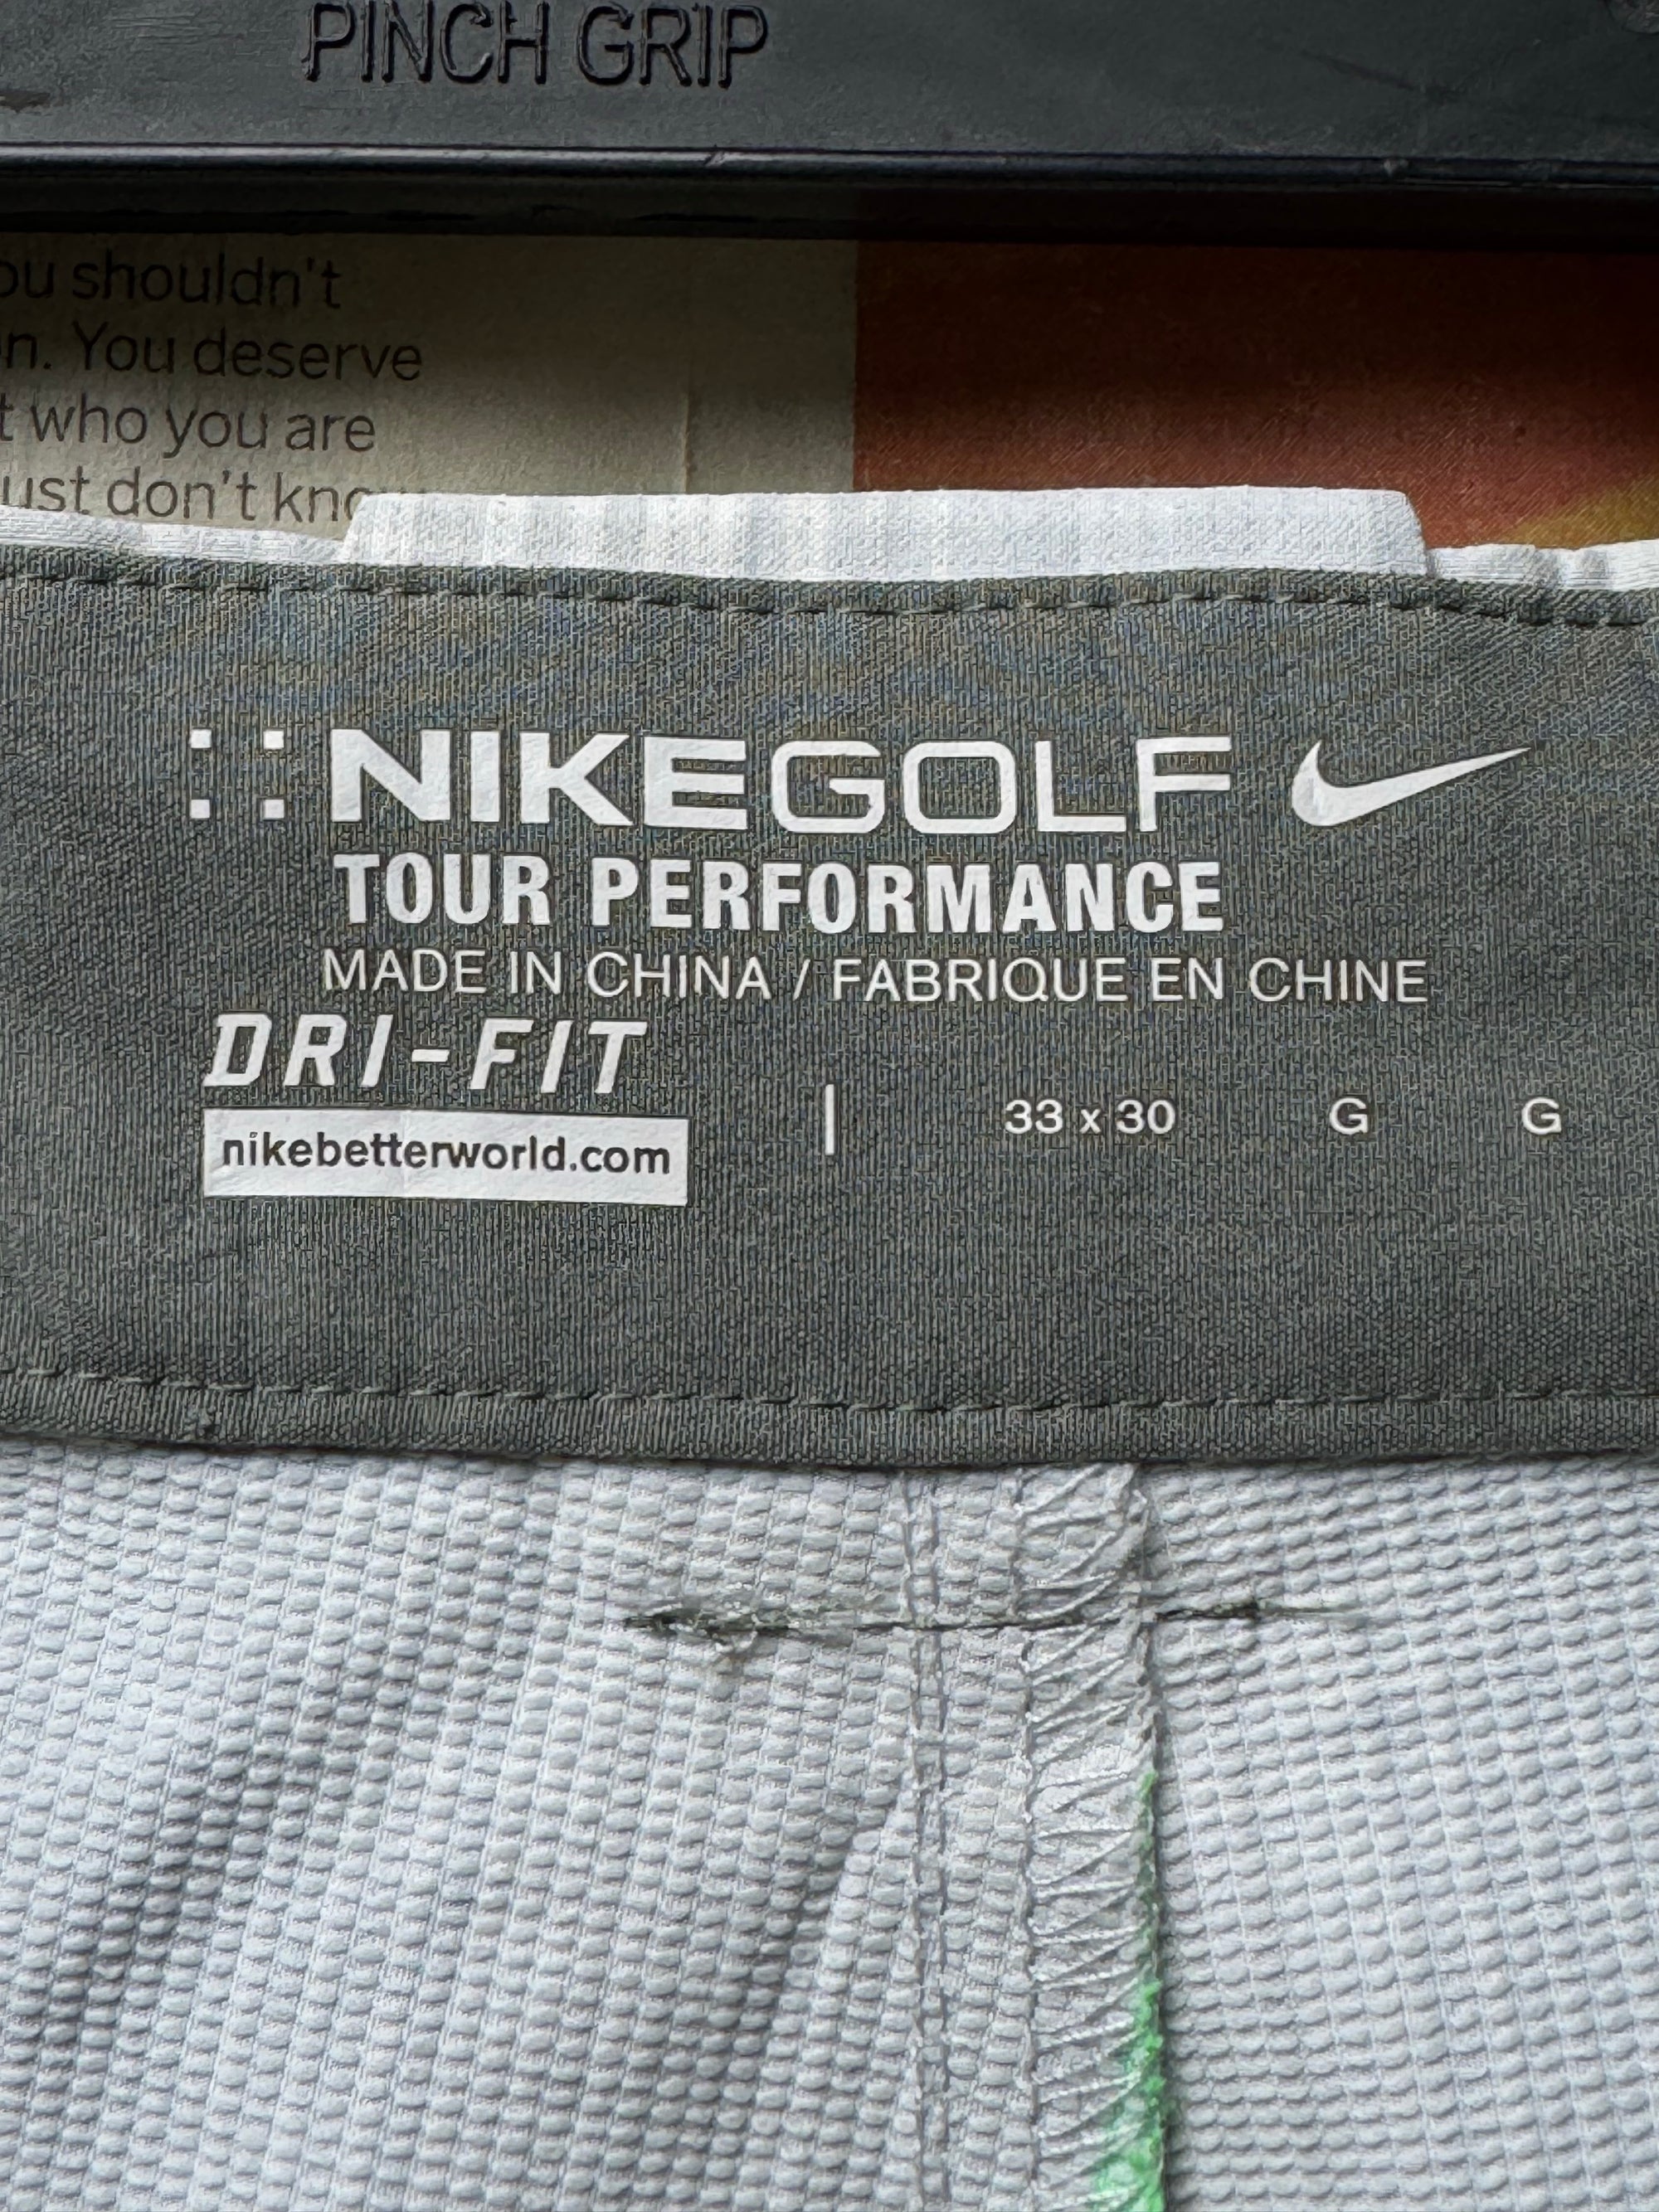 PINCH GRIP
ou shouldn't
n. You deserve
t who you are
ust don't kno
NIKEGOLF
TOUR PERFORMANCE
MADE IN CHINA / FABRIQUE EN CHINE
DRI-FIT
nikebetterworld.com
| 33 x 30 G G